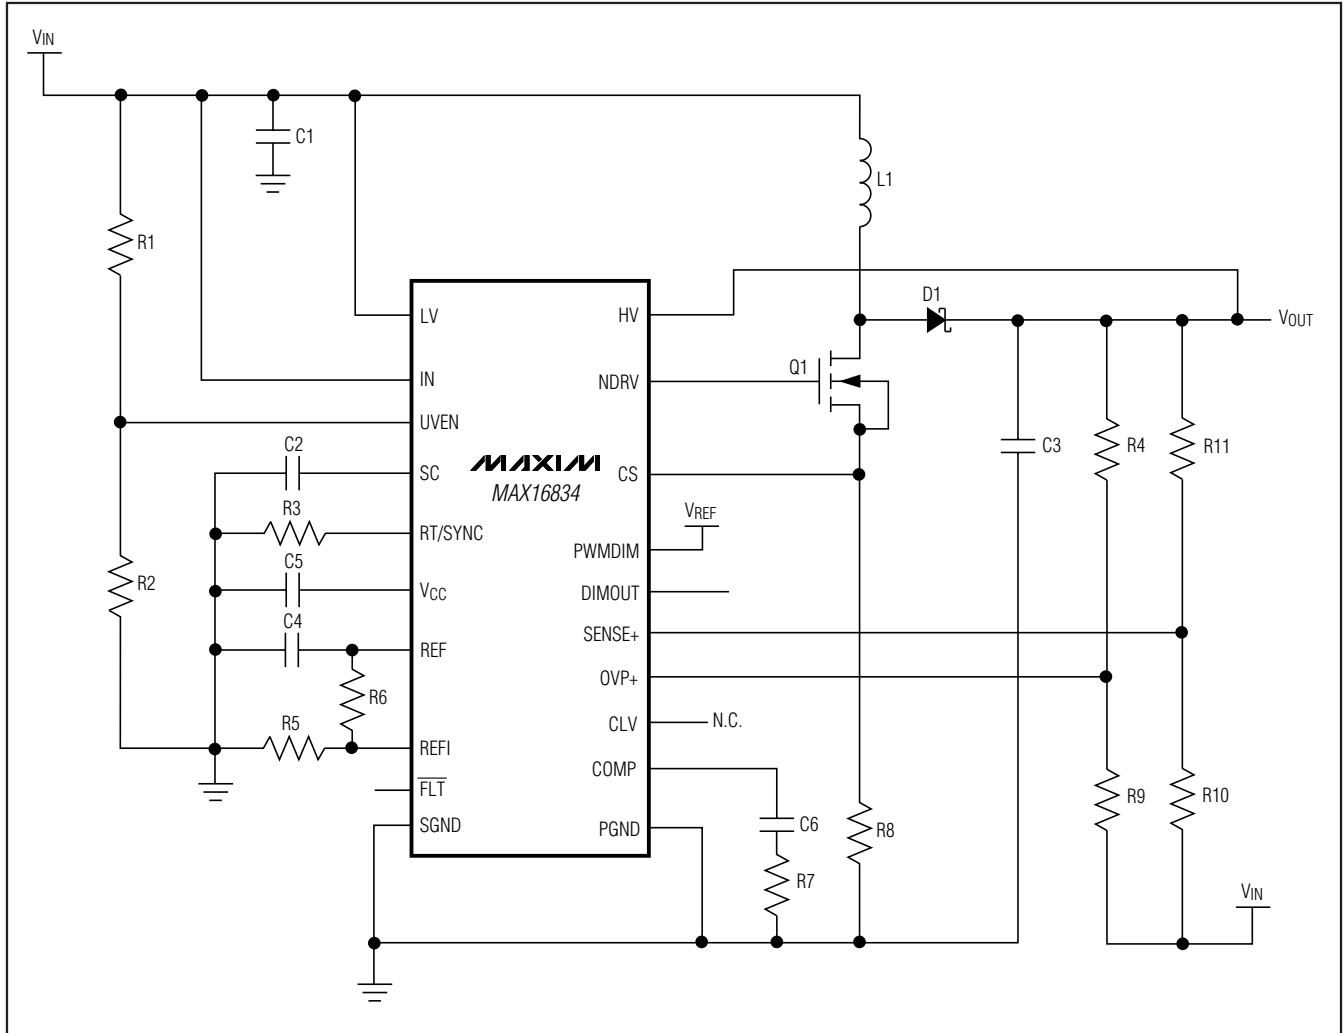 VIN
C1
L1
R1
D1
LV
HV
VOUT
Q1
IN
NDRV
UVEN
C2
C3
R4
R11
MAXIM
SC
CS
MAX16834
R3
VREF
RT/SYNC
PWMDIM
C5
R2
VCC
DIMOUT
C4
SENSE+
REF
OVP+
R6
R5
CLV
N.C.
REFI
COMP
FLT
R9
R10
SGND
PGND
C6
R8
R7
VIN